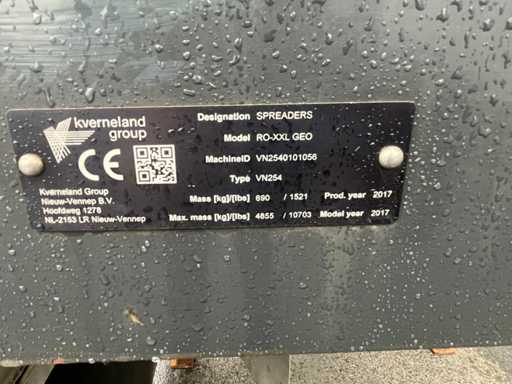 kverneland
group
CE
Kverneland Group
Nieuw-Vennep B.V.
Hoofdweg 1278
NL-2153 LR Nieuw-Vennep
Designation SPREADERS
Model RO-XXL GEO
MachineID VN2540101056
Type VN254
Mass [kg]/[lbs] 690 / 1521 Prod. year 2017
Max. mass [kg]/[lbs] 4855 / 10703 Model year 2017